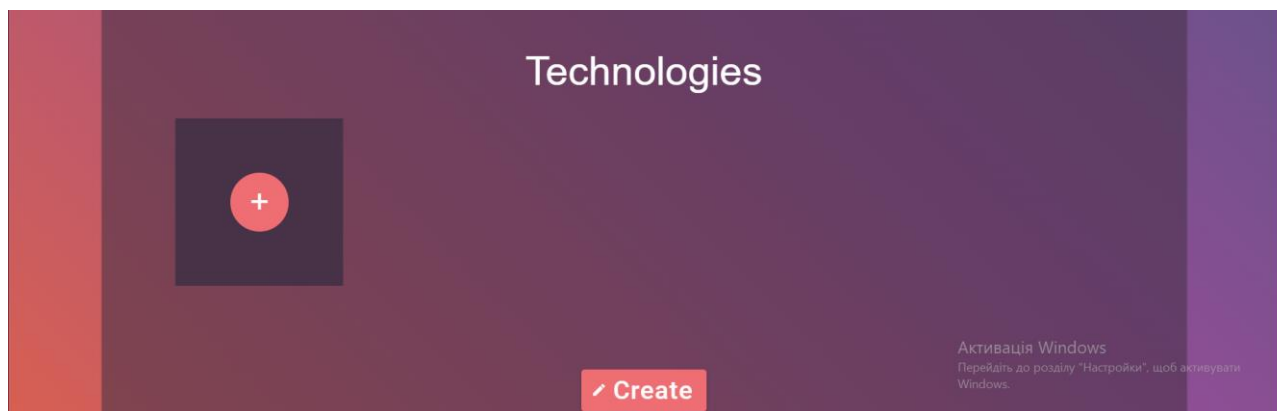 Technologies
+
Create
Активація Windows
Перейдіть до розділу "Настройки", щоб активувати
Windows.